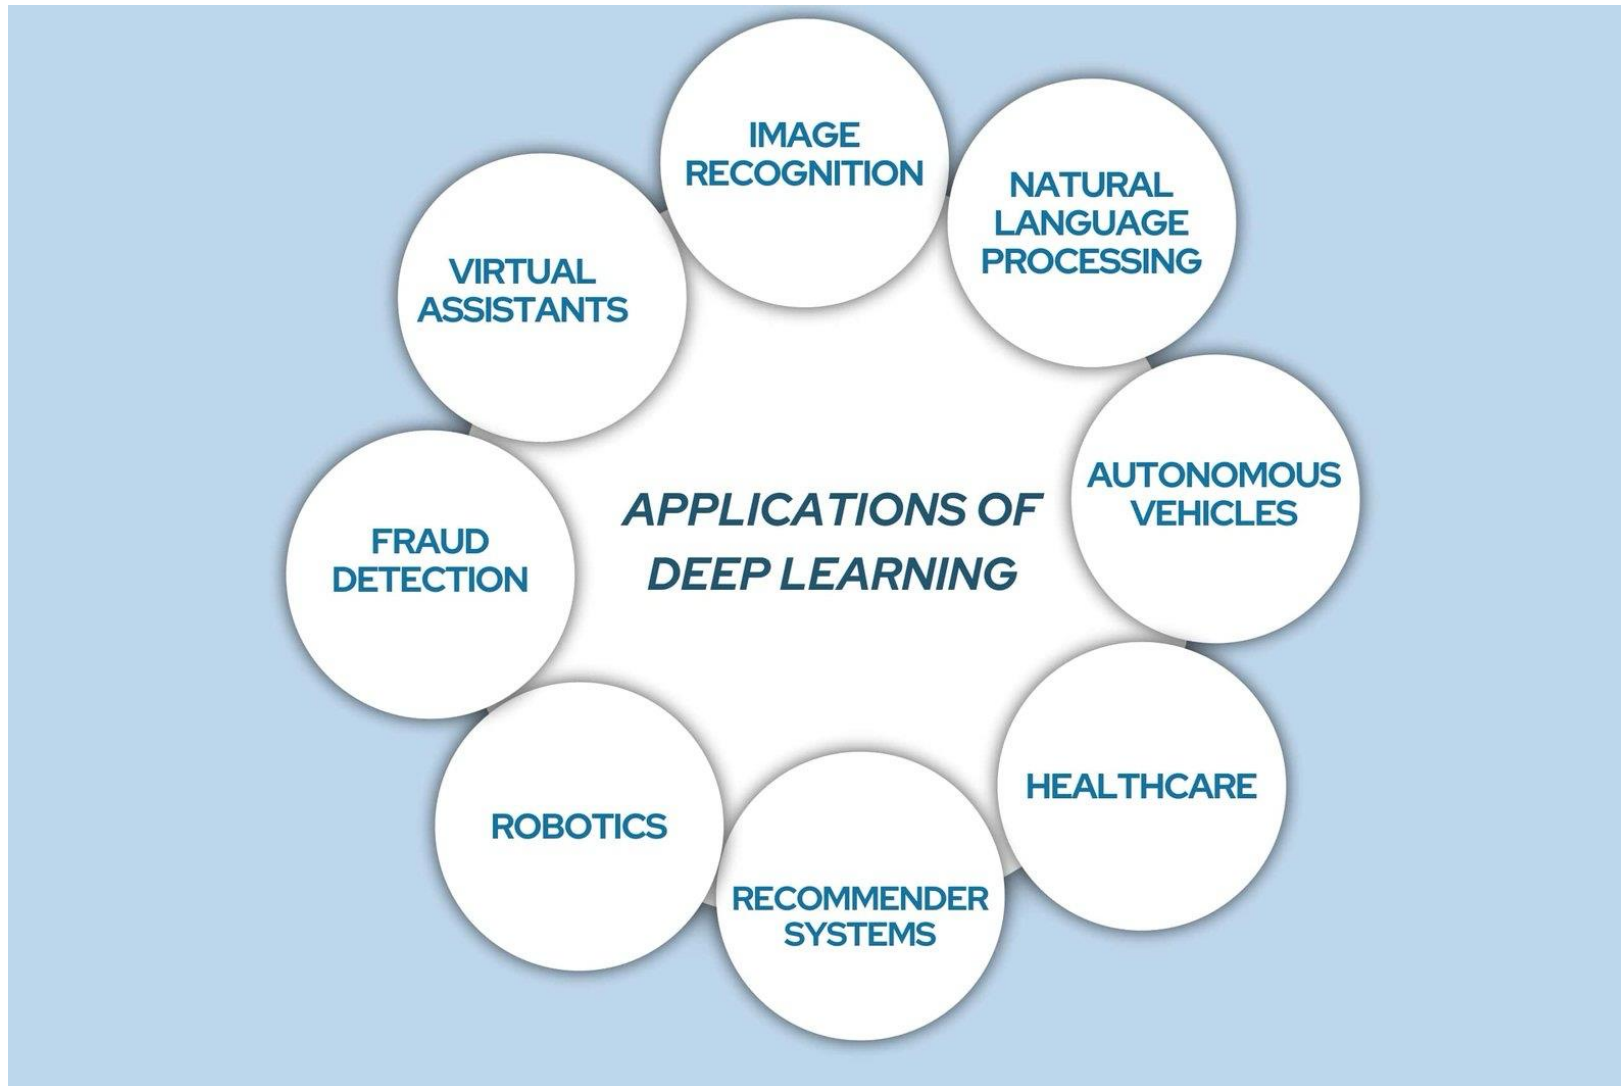 IMAGE
RECOGNITION
NATURAL
LANGUAGE
PROCESSING
VIRTUAL
ASSISTANTS
AUTONOMOUS
VEHICLES
APPLICATIONS OF
DEEP LEARNING
FRAUD
DETECTION
HEALTHCARE
ROBOTICS
RECOMMENDER
SYSTEMS